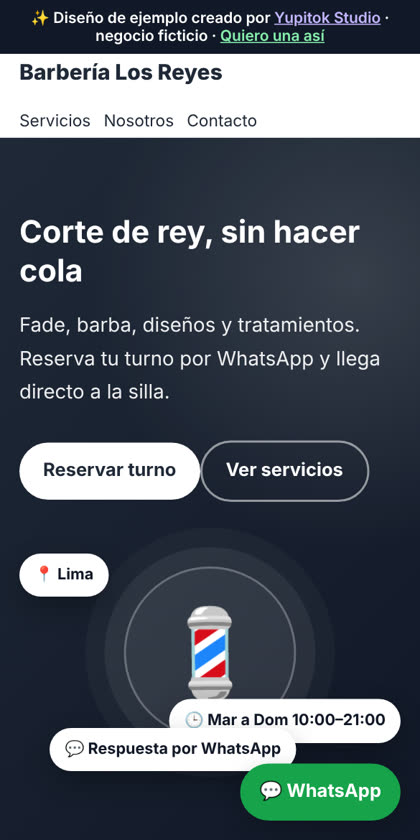 ✨ Diseño de ejemplo creado por Yupitok Studio ·
negocio ficticio · Quiero una así
Barbería Los Reyes
Servicios Nosotros Contacto
Corte de rey, sin hacer
cola
Fade, barba, diseños y tratamientos.
Reserva tu turno por WhatsApp y llega
directo a la silla.
Reservar turno
Ver servicios
📍 Lima
🕒 Mar a Dom 10:00–21:00
💬 Respuesta por WhatsApp
💬 WhatsApp